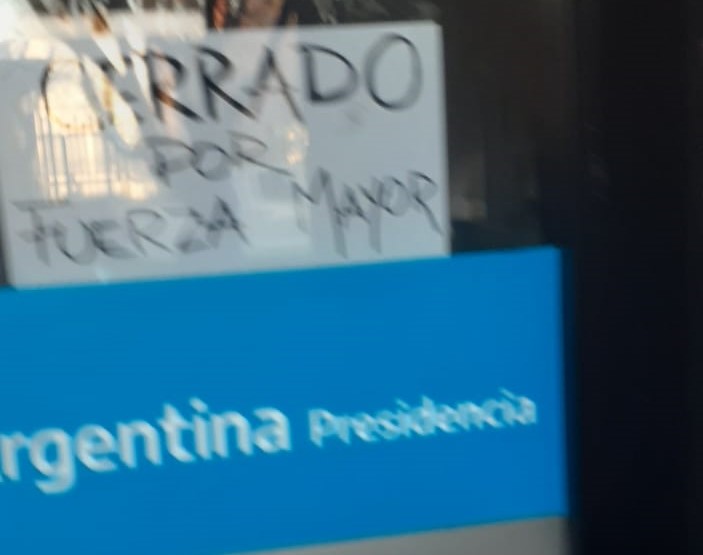 CERRADO
POR
FUERZA MAYOR
rgentina Presidencia